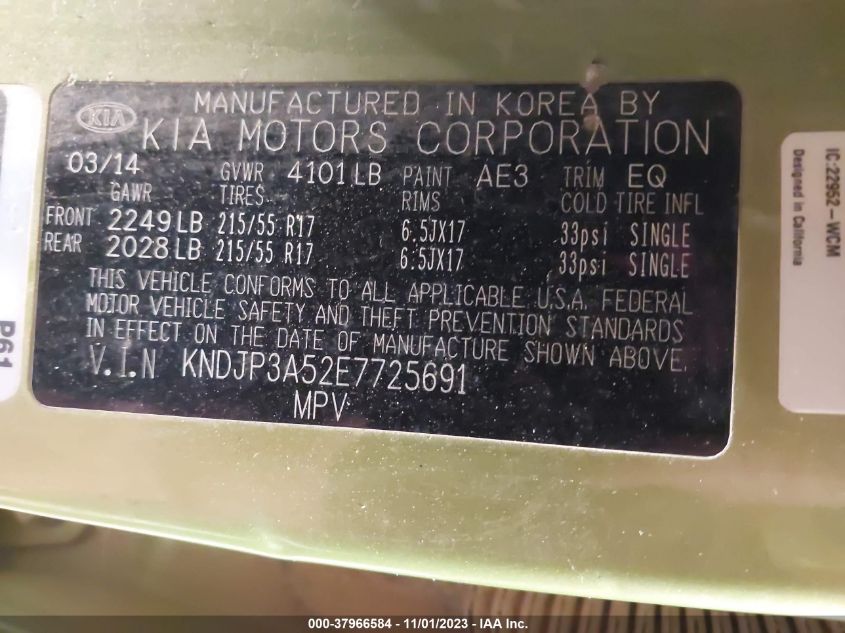 MANUFACTURED IN KOREA BY
KIA KIA MOTORS CORPORATION
03/14 GVWR 4101LB PAINT AE3 TRIM EQ
GAWR TIRES RIMS COLD TIRE INFL
FRONT 2249LB 215/55 R17 6.5JX17 33psi SINGLE
REAR 2028LB 215/55 R17 6.5JX17 33psi SINGLE
THIS VEHICLE CONFORMS TO ALL APPLICABLE U.S.A. FEDERAL
MOTOR VEHICLE SAFETY AND THEFT PREVENTION STANDARDS
IN EFFECT ON THE DATE OF MANUFACTURE SHOWN ABOVE.
V.I.N KNDJP3A52E7725691
MPV
P61
IC:22952-WCM
Designed in California
000-37966584 - 11/01/2023 - IAA Inc.